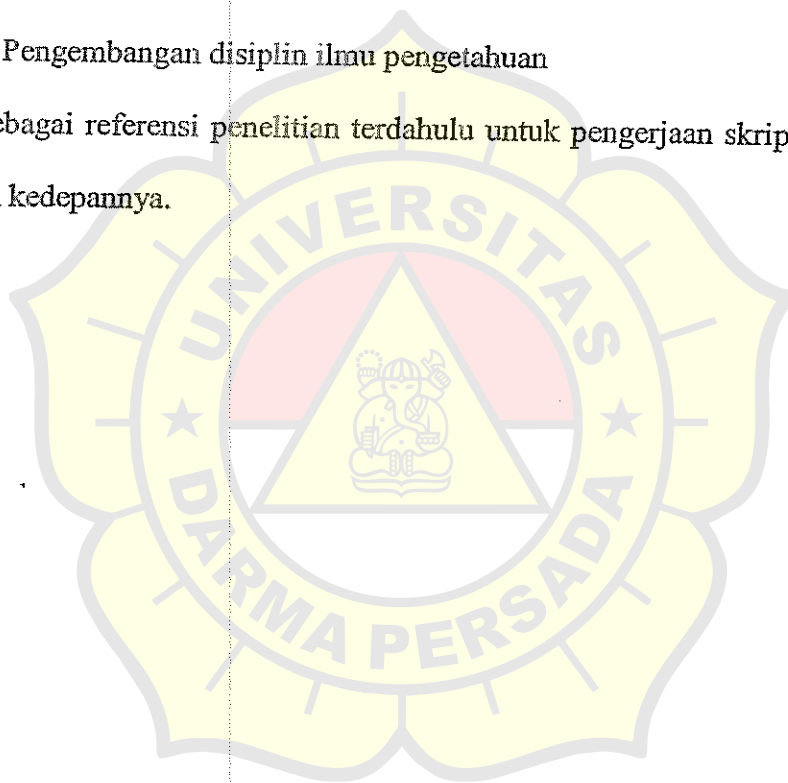 Pengembangan disiplin ilmu pengetahuan
ebagai referensi penelitian terdahulu untuk pengerjaan skrip
kedepannya.
UNIVERSITAS
DARMA PERSADA